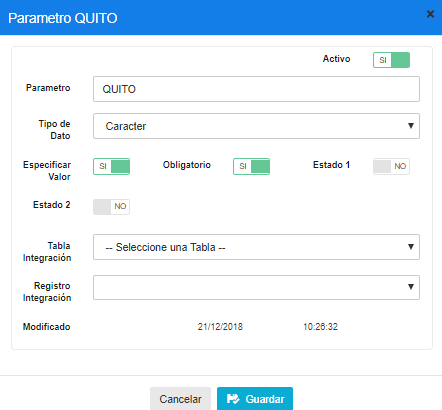 Parametro QUITO ×
Activo SI
Parametro QUITO
Tipo de Dato Caracter
Especificar Valor SI Obligatorio SI Estado 1 NO
Estado 2 NO
Tabla Integración -- Seleccione una Tabla --
Registro Integración
Modificado 21/12/2018 10:26:32
Cancelar Guardar